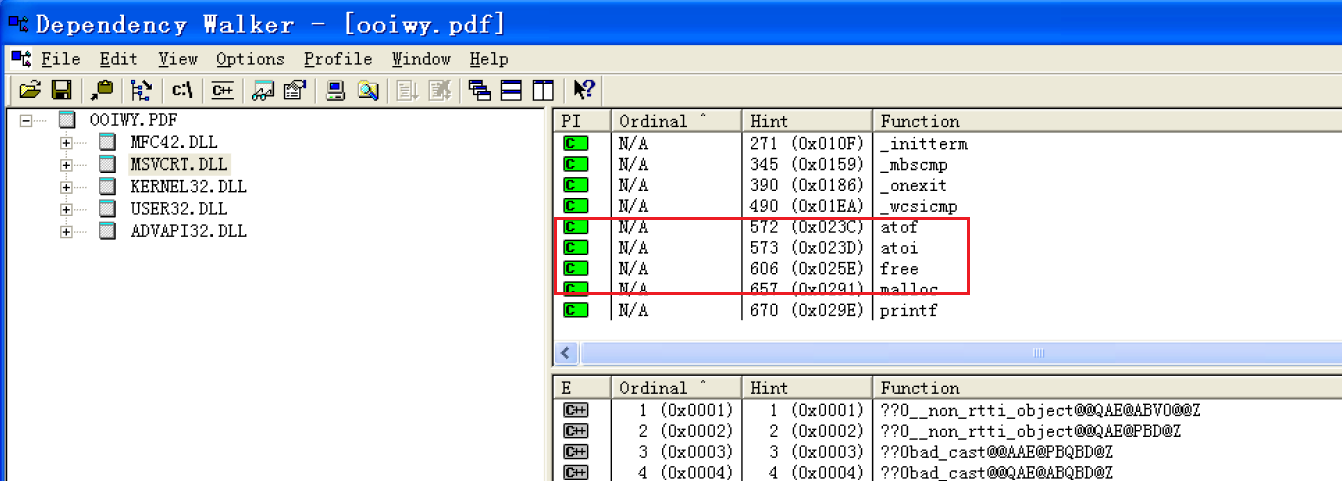 Dependency Walker - [ooiwy.pdf]
File Edit View Options Profile Window Help
c:\ C++
OOIWY.PDF
MFC42.DLL
MSVCRT.DLL
KERNEL32.DLL
USER32.DLL
ADVAPI32.DLL
PI Ordinal ^ Hint Function
C N/A 271 (0x010F) _initterm
C N/A 345 (0x0159) _mbscmp
C N/A 390 (0x0186) _onexit
C N/A 490 (0x01EA) _wcsicmp
C N/A 572 (0x023C) atof
C N/A 573 (0x023D) atoi
C N/A 606 (0x025E) free
C N/A 657 (0x0291) malloc
C N/A 670 (0x029E) printf
E Ordinal ^ Hint Function
C++ 1 (0x0001) 1 (0x0001) ??0__non_rtti_object@@QAE@ABV0@@Z
C++ 2 (0x0002) 2 (0x0002) ??0__non_rtti_object@@QAE@PBD@Z
C++ 3 (0x0003) 3 (0x0003) ??0bad_cast@@AAE@PBQBD@Z
C++ 4 (0x0004) 4 (0x0004) ??0bad_cast@@QAE@ABQBD@Z